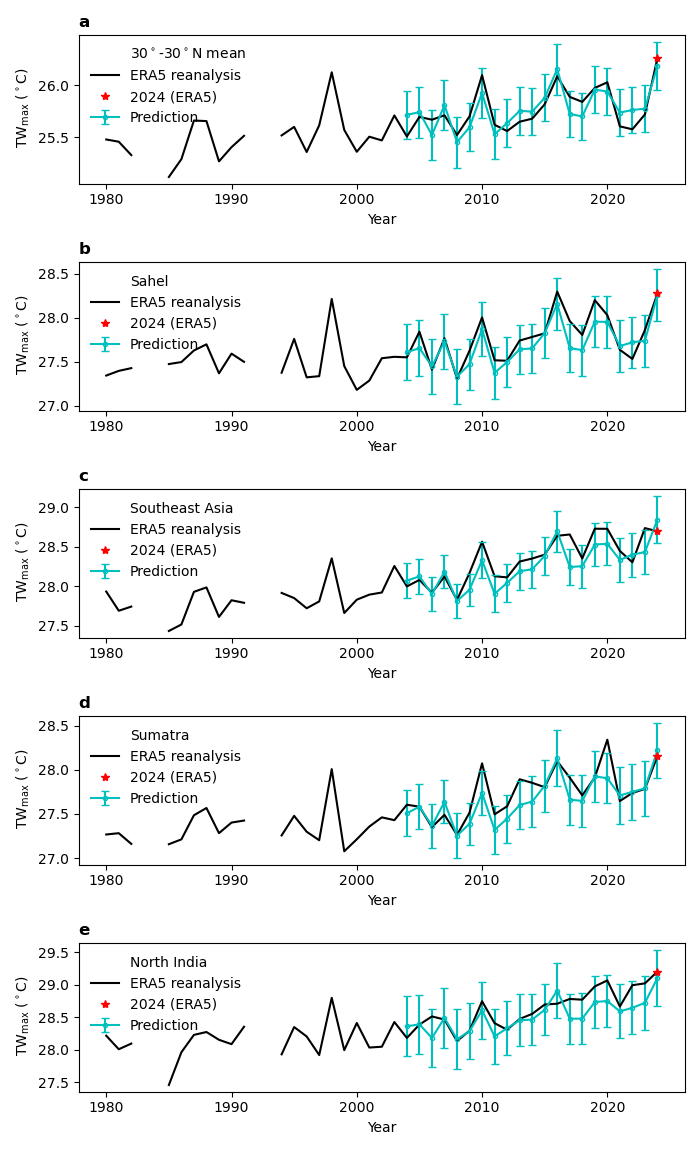 a
30°-30°N mean
ERA5 reanalysis
2024 (ERA5)
Prediction
26.0
25.5
TWmax (°C)
1980 1990 2000 2010 2020
Year
b
Sahel
ERA5 reanalysis
2024 (ERA5)
Prediction
28.5
28.0
27.5
27.0
TWmax (°C)
1980 1990 2000 2010 2020
Year
c
Southeast Asia
ERA5 reanalysis
2024 (ERA5)
Prediction
29.0
28.5
28.0
27.5
TWmax (°C)
1980 1990 2000 2010 2020
Year
d
Sumatra
ERA5 reanalysis
2024 (ERA5)
Prediction
28.5
28.0
27.5
27.0
TWmax (°C)
1980 1990 2000 2010 2020
Year
e
North India
ERA5 reanalysis
2024 (ERA5)
Prediction
29.5
29.0
28.5
28.0
27.5
TWmax (°C)
1980 1990 2000 2010 2020
Year